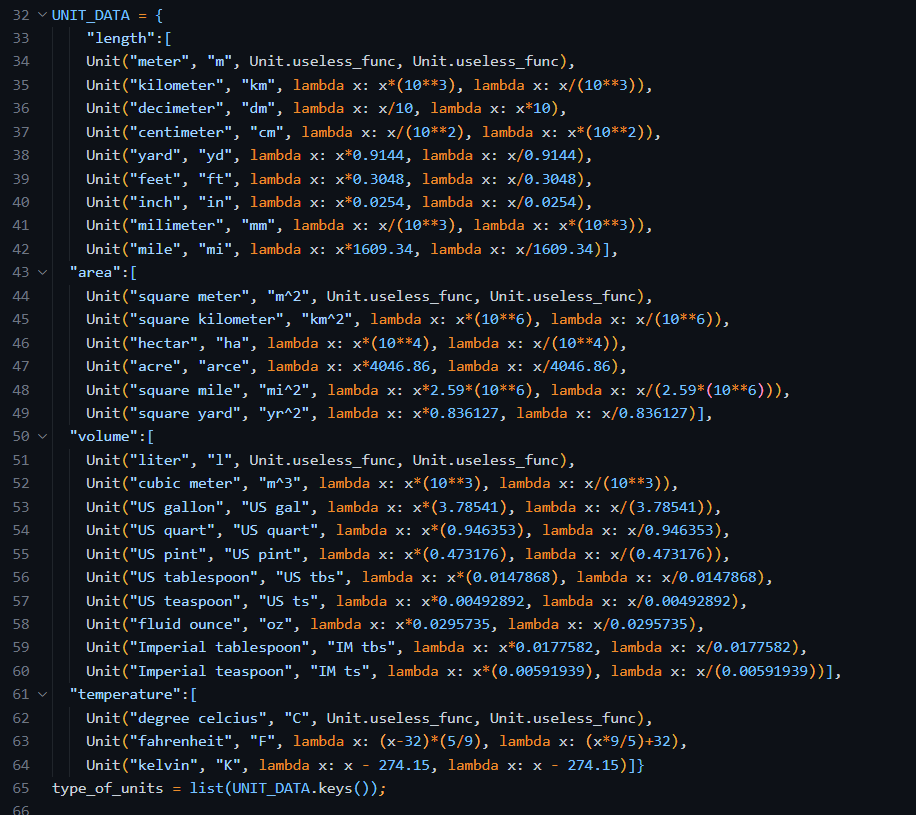 32 UNIT_DATA = {
33 "length":[
34 Unit("meter", "m", Unit.useless_func, Unit.useless_func),
35 Unit("kilometer", "km", lambda x: x*(10**3), lambda x: x/(10**3)),
36 Unit("decimeter", "dm", lambda x: x/10, lambda x: x*10),
37 Unit("centimeter", "cm", lambda x: x/(10**2), lambda x: x*(10**2)),
38 Unit("yard", "yd", lambda x: x*0.9144, lambda x: x/0.9144),
39 Unit("feet", "ft", lambda x: x*0.3048, lambda x: x/0.3048),
40 Unit("inch", "in", lambda x: x*0.0254, lambda x: x/0.0254),
41 Unit("milimeter", "mm", lambda x: x/(10**3), lambda x: x*(10**3)),
42 Unit("mile", "mi", lambda x: x*1609.34, lambda x: x/1609.34)],
43 "area":[
44 Unit("square meter", "m^2", Unit.useless_func, Unit.useless_func),
45 Unit("square kilometer", "km^2", lambda x: x*(10**6), lambda x: x/(10**6)),
46 Unit("hectar", "ha", lambda x: x*(10**4), lambda x: x/(10**4)),
47 Unit("acre", "arce", lambda x: x*4046.86, lambda x: x/4046.86),
48 Unit("square mile", "mi^2", lambda x: x*2.59*(10**6), lambda x: x/(2.59*(10**6))),
49 Unit("square yard", "yr^2", lambda x: x*0.836127, lambda x: x/0.836127)],
50 "volume":[
51 Unit("liter", "l", Unit.useless_func, Unit.useless_func),
52 Unit("cubic meter", "m^3", lambda x: x*(10**3), lambda x: x/(10**3)),
53 Unit("US gallon", "US gal", lambda x: x*(3.78541), lambda x: x/(3.78541)),
54 Unit("US quart", "US quart", lambda x: x*(0.946353), lambda x: x/0.946353),
55 Unit("US pint", "US pint", lambda x: x*(0.473176), lambda x: x/(0.473176)),
56 Unit("US tablespoon", "US tbs", lambda x: x*(0.0147868), lambda x: x/0.0147868),
57 Unit("US teaspoon", "US ts", lambda x: x*0.00492892, lambda x: x/0.00492892),
58 Unit("fluid ounce", "oz", lambda x: x*0.0295735, lambda x: x/0.0295735),
59 Unit("Imperial tablespoon", "IM tbs", lambda x: x*0.0177582, lambda x: x/0.0177582),
60 Unit("Imperial teaspoon", "IM ts", lambda x: x*(0.00591939), lambda x: x/(0.00591939))],
61 "temperature":[
62 Unit("degree celcius", "C", Unit.useless_func, Unit.useless_func),
63 Unit("fahrenheit", "F", lambda x: (x-32)*(5/9), lambda x: (x*9/5)+32),
64 Unit("kelvin", "K", lambda x: x - 274.15, lambda x: x - 274.15)]}
65 type_of_units = list(UNIT_DATA.keys());
66